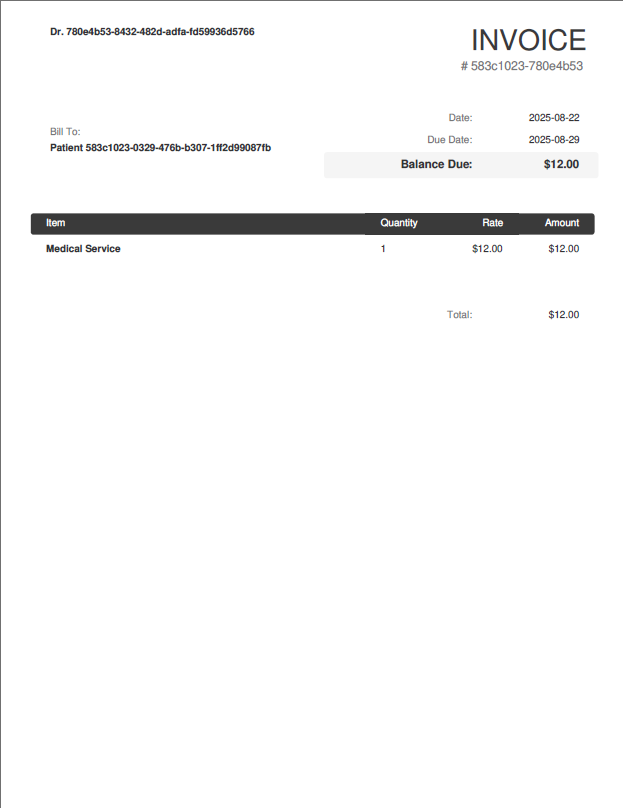 Dr. 780e4b53-8432-482d-adfa-fd59936d5766
INVOICE
# 583c1023-780e4b53
Date: 2025-08-22
Bill To:
Due Date: 2025-08-29
Patient 583c1023-0329-476b-b307-1ff2d99087fb
Balance Due: $12.00
Item Quantity Rate Amount
Medical Service 1 $12.00 $12.00
Total: $12.00